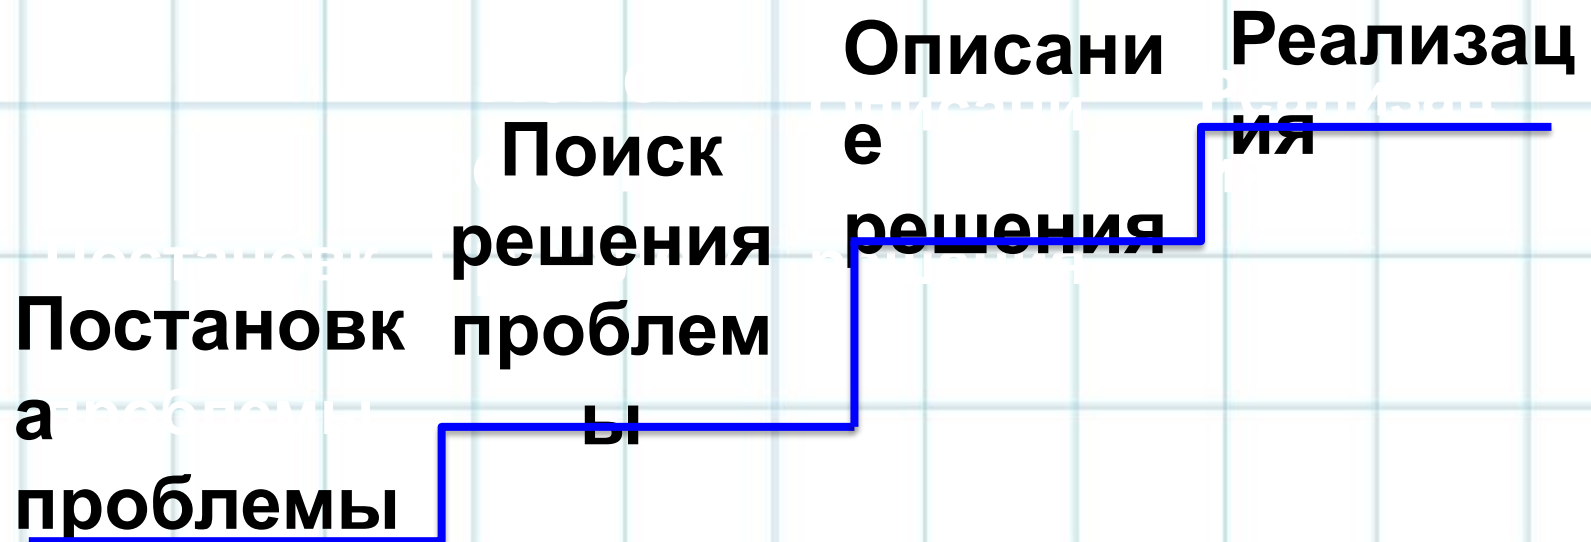 Постановк
а
проблемы
Поиск
решения
проблем
ы
Описани
е
решения
Реализац
ия